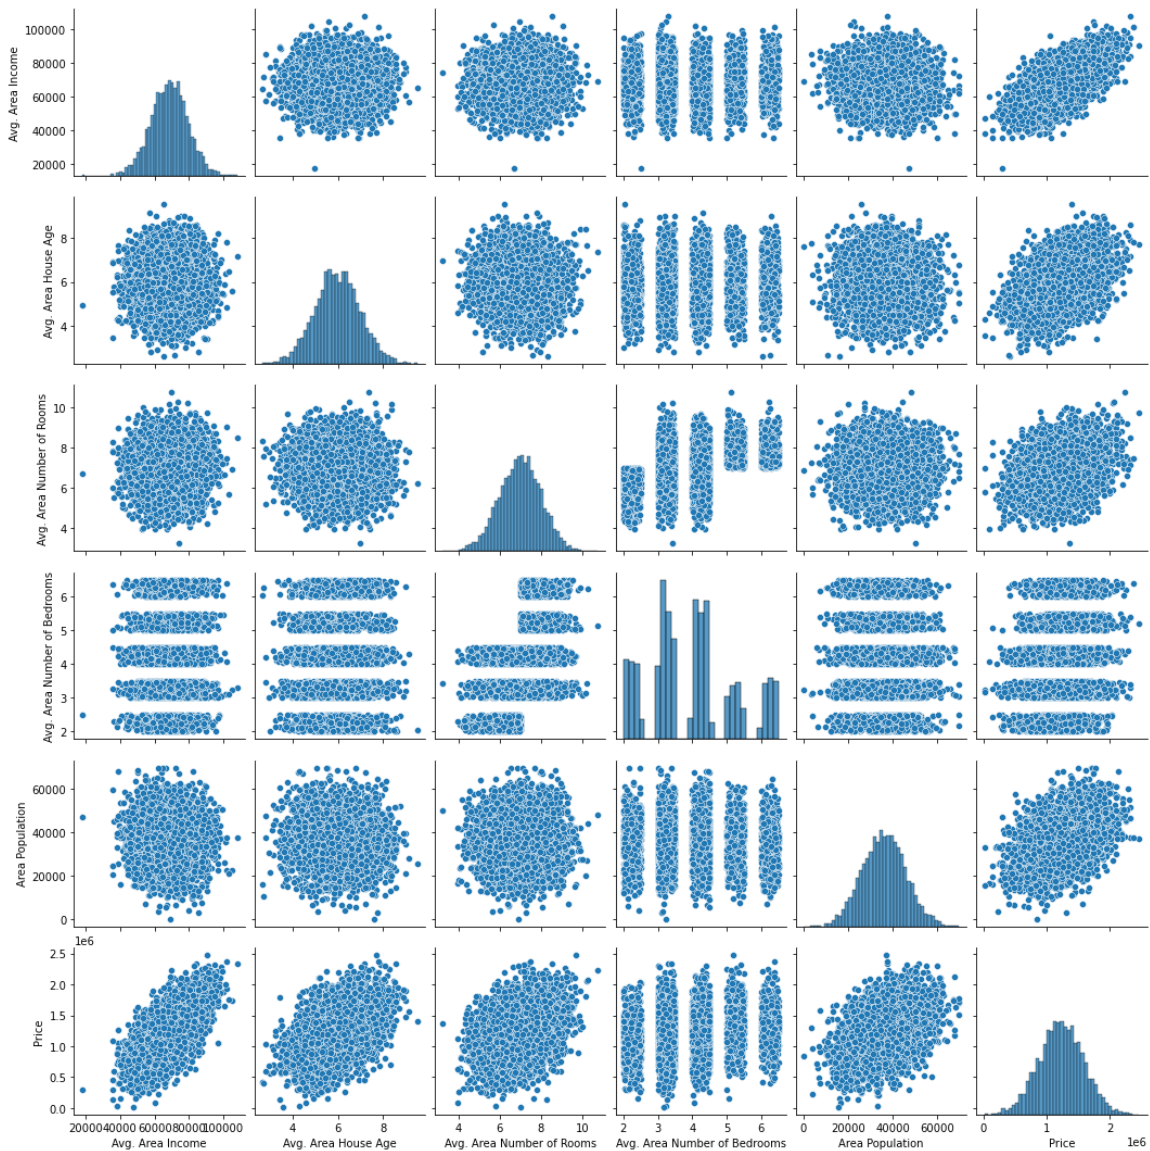 100000
80000
60000
40000
20000
Avg. Area Income
8
6
4
Avg. Area House Age
10
8
6
4
Avg. Area Number of Rooms
6
5
4
3
2
Avg. Area Number of Bedrooms
60000
40000
20000
0
Area Population
1e6
2.5
2.0
1.5
1.0
0.5
0.0
Price
20000 40000 60000 80000 100000
Avg. Area Income
4 6 8
Avg. Area House Age
4 6 8 10
Avg. Area Number of Rooms
2 3 4 5 6
Avg. Area Number of Bedrooms
0 20000 40000 60000
Area Population
0 1 2
1e6
Price